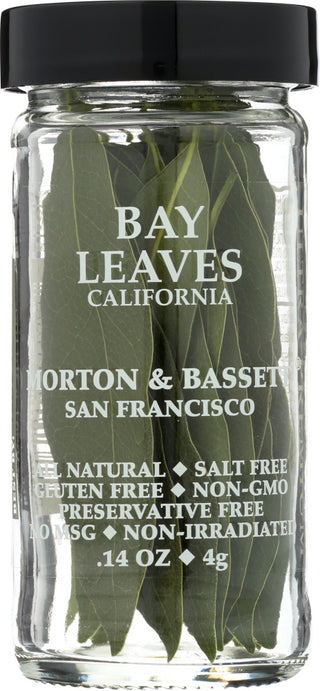 BAY
LEAVES
CALIFORNIA
MORTON & BASSETT®
SAN FRANCISCO
ALL NATURAL ◆ SALT FREE
GLUTEN FREE ◆ NON-GMO
PRESERVATIVE FREE
NO MSG ◆ NON-IRRADIATED
.14 OZ ◆ 4g